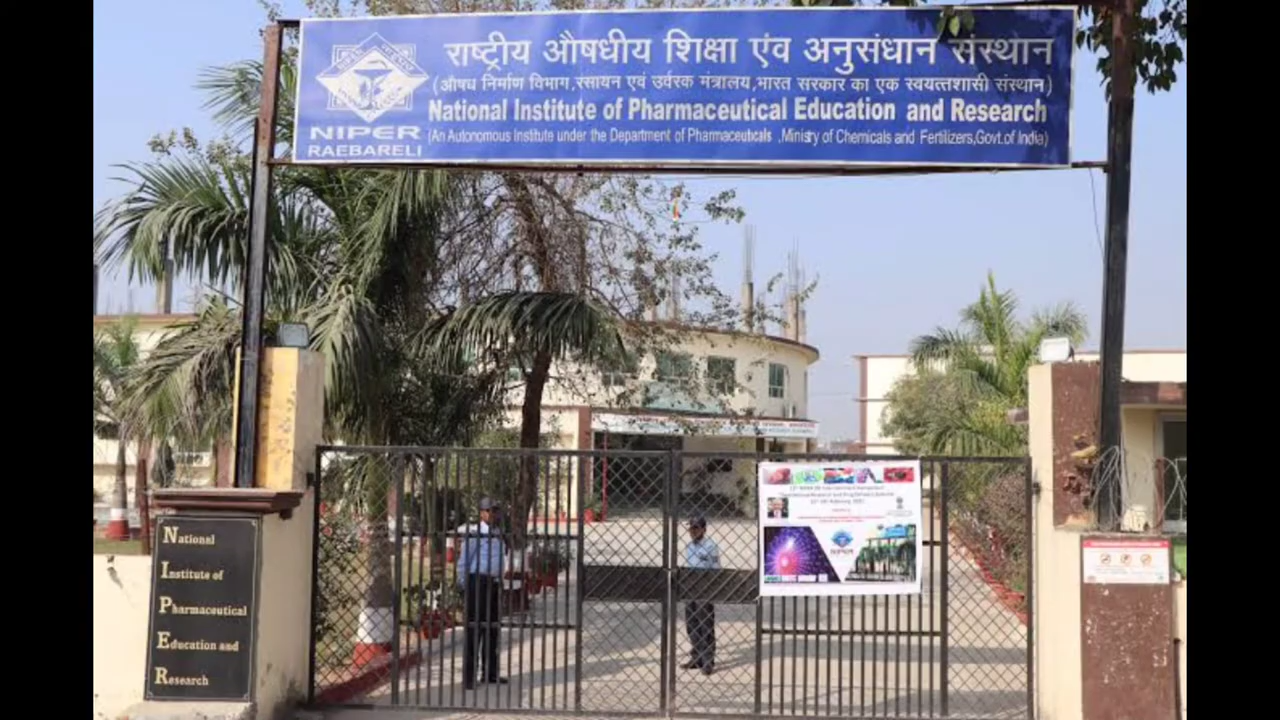 राष्ट्रीय औषधीय शिक्षा एंव अनुसंधान संस्थान
(औषध निर्माण विभाग,रसायन एवं उर्वरक मंत्रालय,भारत सरकार का एक स्वयत्तशासी संस्थान)
National Institute of Pharmaceutical Education and Research
(An Autonomous Institute under the Department of Pharmaceuticals ,Ministry of Chemicals and Fertilizers,Govt.of India)
NIPER
RAEBARELI
National
Institute of
Pharmaceutical
Education and
Research
NIPER